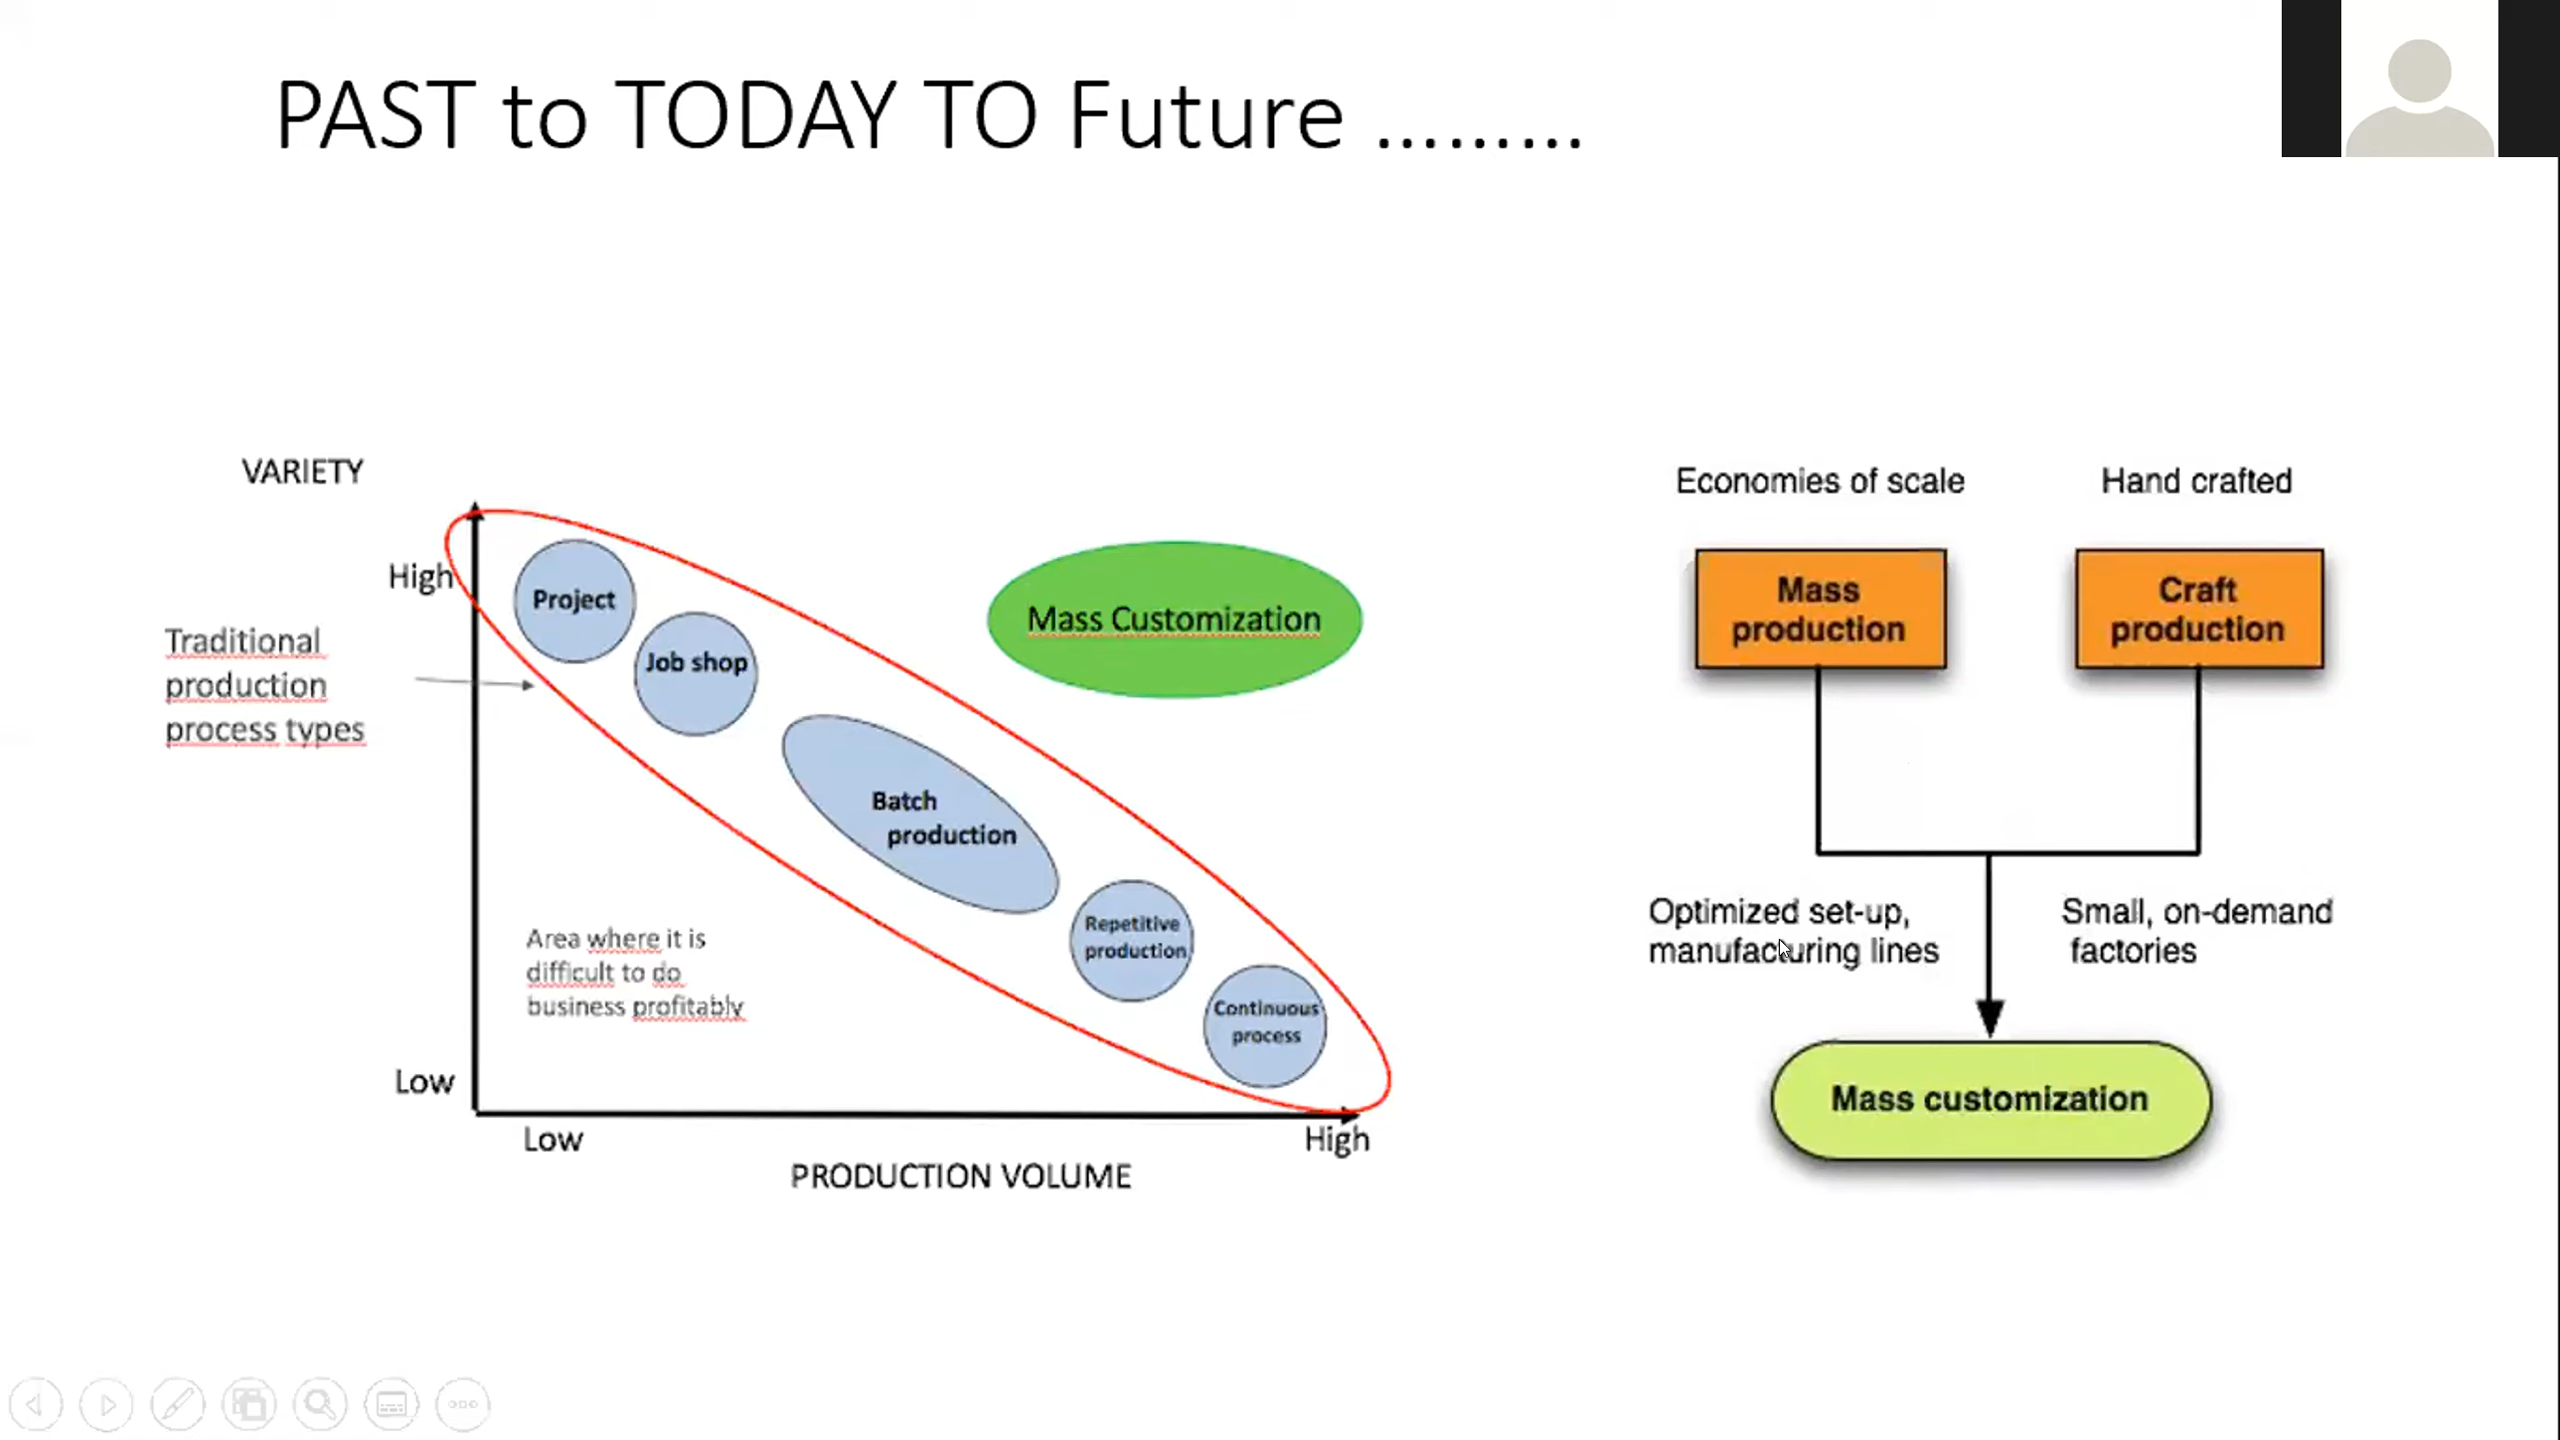 PAST to TODAY TO Future ………
VARIETY
High
Traditional
production
process types
Project
Job shop
Batch
production
Repetitive
production
Continuous
process
Mass Customization
Area where it is
difficult to do
business profitably
Low
Low
High
PRODUCTION VOLUME
Economies of scale
Hand crafted
Mass
production
Craft
production
Optimized set-up,
manufacturing lines
Small, on-demand
factories
Mass customization